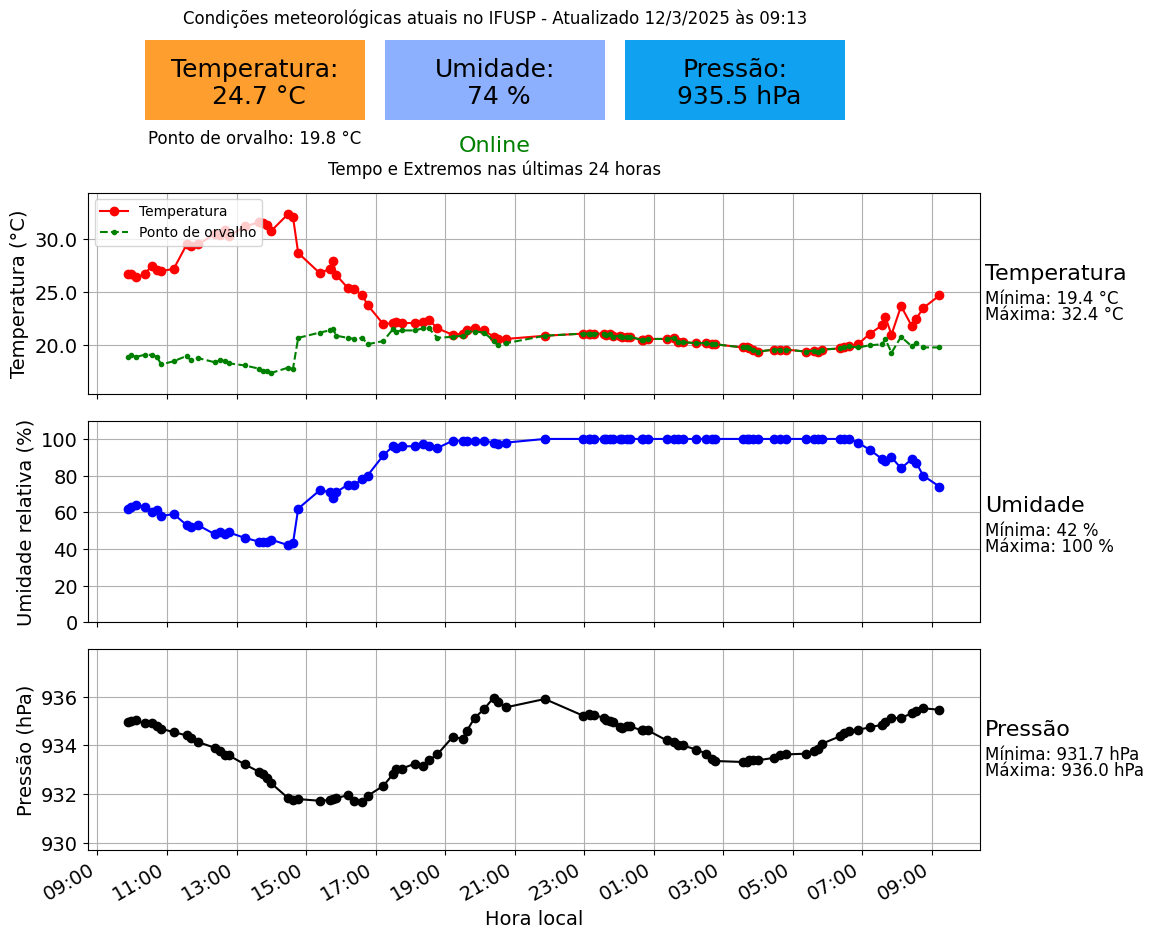 Condições meteorológicas atuais no IFUSP - Atualizado 12/3/2025 às 09:13
Temperatura:
24.7 °C
Umidade:
74 %
Pressão:
935.5 hPa
Ponto de orvalho: 19.8 °C
Online
Tempo e Extremos nas últimas 24 horas
Temperatura (°C)
30.0
25.0
20.0
Temperatura
Ponto de orvalho
Temperatura
Mínima: 19.4 °C
Máxima: 32.4 °C
Umidade relativa (%)
100
80
60
40
20
0
Umidade
Mínima: 42 %
Máxima: 100 %
Pressão (hPa)
936
934
932
930
Pressão
Mínima: 931.7 hPa
Máxima: 936.0 hPa
09:00 11:00 13:00 15:00 17:00 19:00 21:00 23:00 01:00 03:00 05:00 07:00 09:00
Hora local